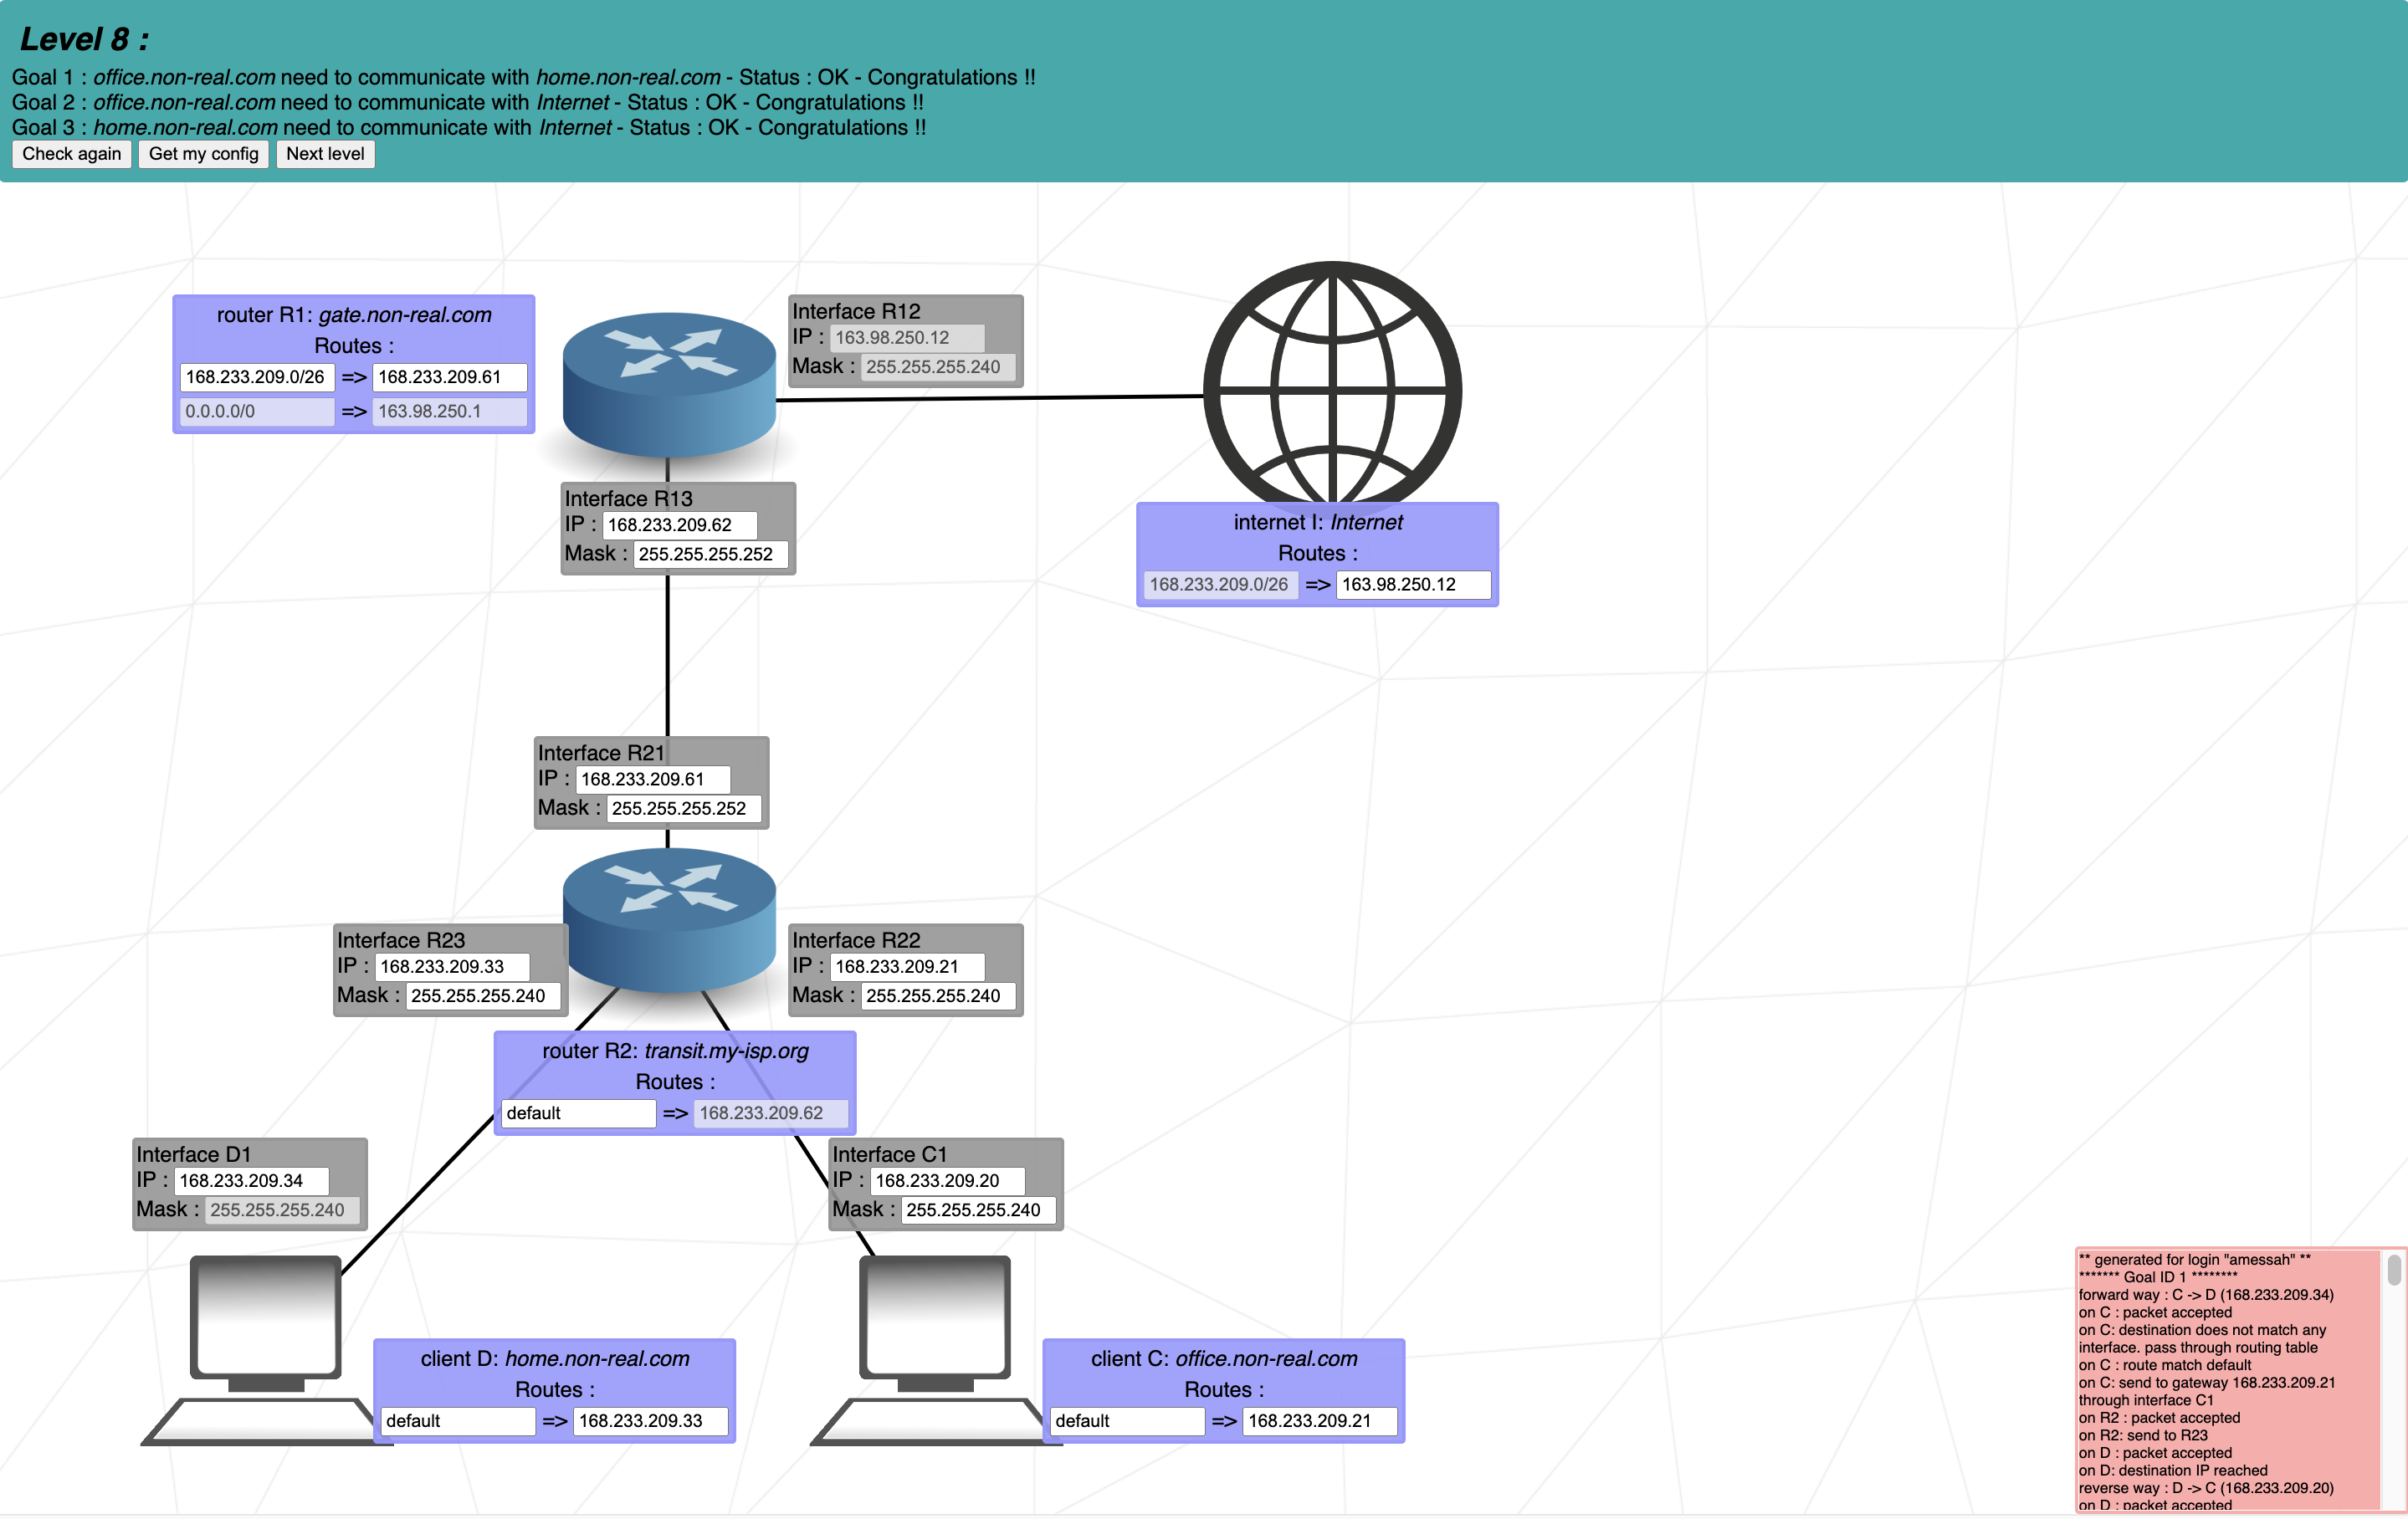 Level 8 :
Goal 1 : office.non-real.com need to communicate with home.non-real.com - Status : OK - Congratulations !!
Goal 2 : office.non-real.com need to communicate with Internet - Status : OK - Congratulations !!
Goal 3 : home.non-real.com need to communicate with Internet - Status : OK - Congratulations !!
Check again Get my config Next level
router R1: gate.non-real.com
Routes :
168.233.209.0/26 => 168.233.209.61
0.0.0.0/0 => 163.98.250.1
Interface R12
IP : 163.98.250.12
Mask : 255.255.255.240
Interface R13
IP : 168.233.209.62
Mask : 255.255.255.252
internet I: Internet
Routes :
168.233.209.0/26 => 163.98.250.12
Interface R21
IP : 168.233.209.61
Mask : 255.255.255.252
Interface R23
IP : 168.233.209.33
Mask : 255.255.255.240
Interface R22
IP : 168.233.209.21
Mask : 255.255.255.240
router R2: transit.my-isp.org
Routes :
default => 168.233.209.62
Interface D1
IP : 168.233.209.34
Mask : 255.255.255.240
Interface C1
IP : 168.233.209.20
Mask : 255.255.255.240
client D: home.non-real.com
Routes :
default => 168.233.209.33
client C: office.non-real.com
Routes :
default => 168.233.209.21
** generated for login "amessah" **
******* Goal ID 1 ********
forward way : C -> D (168.233.209.34)
on C : packet accepted
on C: destination does not match any
interface. pass through routing table
on C : route match default
on C: send to gateway 168.233.209.21
through interface C1
on R2 : packet accepted
on R2: send to R23
on D : packet accepted
on D: destination IP reached
reverse way : D -> C (168.233.209.20)
on D : packet accepted